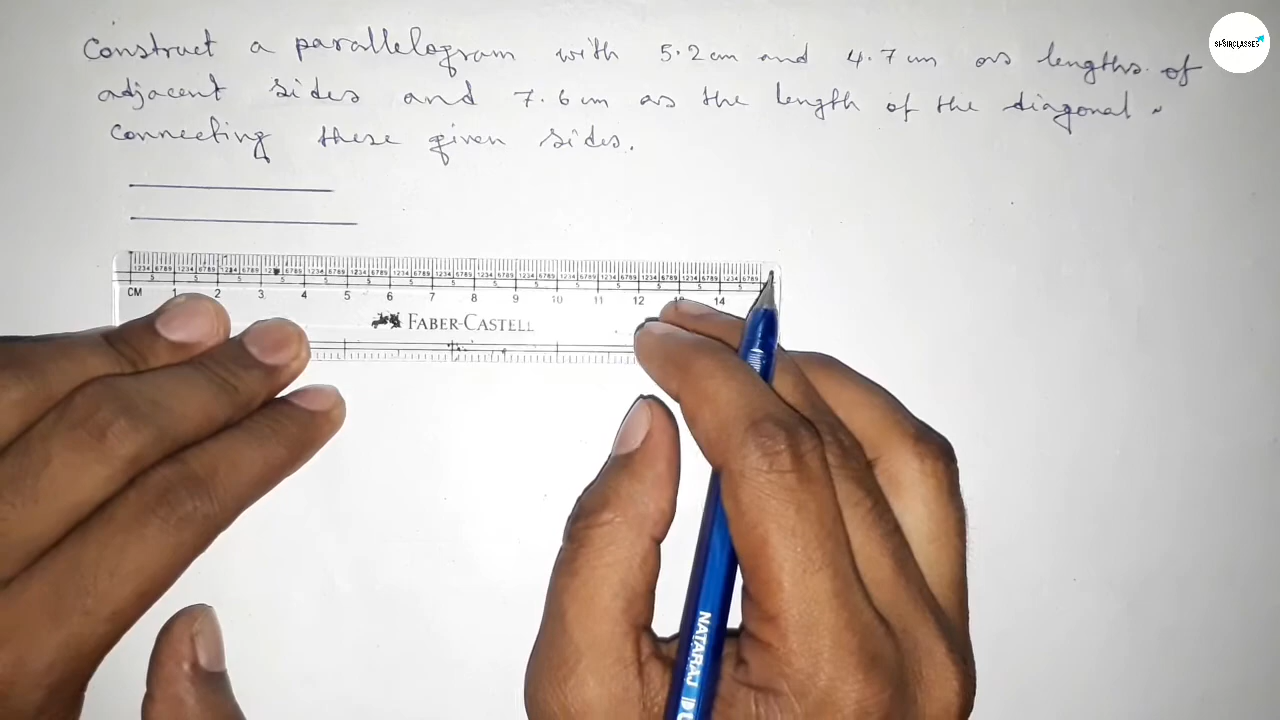 Construct a parallelogram with 5.2 cm and 4.7 cm as lengths of
adjacent sides and 7.6 cm as the length of the diagonal
connecting these given sides.
SHSIRCLASSES
CM 1 2 3 4 5 6 7 8 9 10 11 12 13 14
FABER-CASTELL
NATARAJ